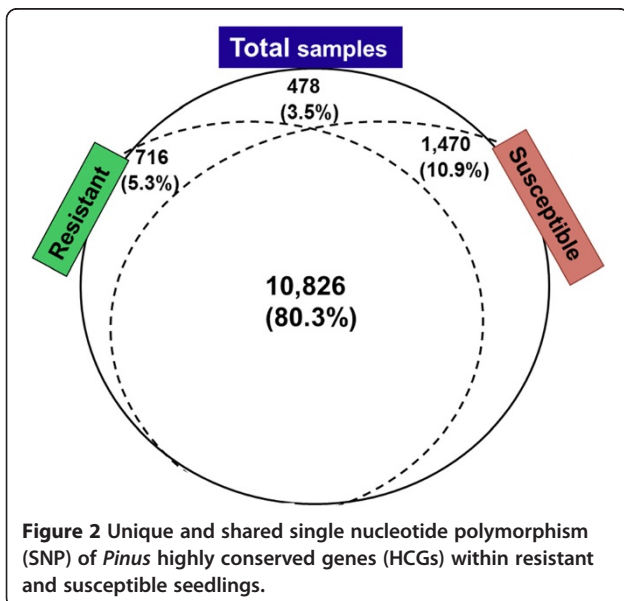 Total samples
478
(3.5%)
716
(5.3%)
1,470
(10.9%)
Resistant
Susceptible
10,826
(80.3%)
Figure 2 Unique and shared single nucleotide polymorphism
(SNP) of Pinus highly conserved genes (HCGs) within resistant
and susceptible seedlings.